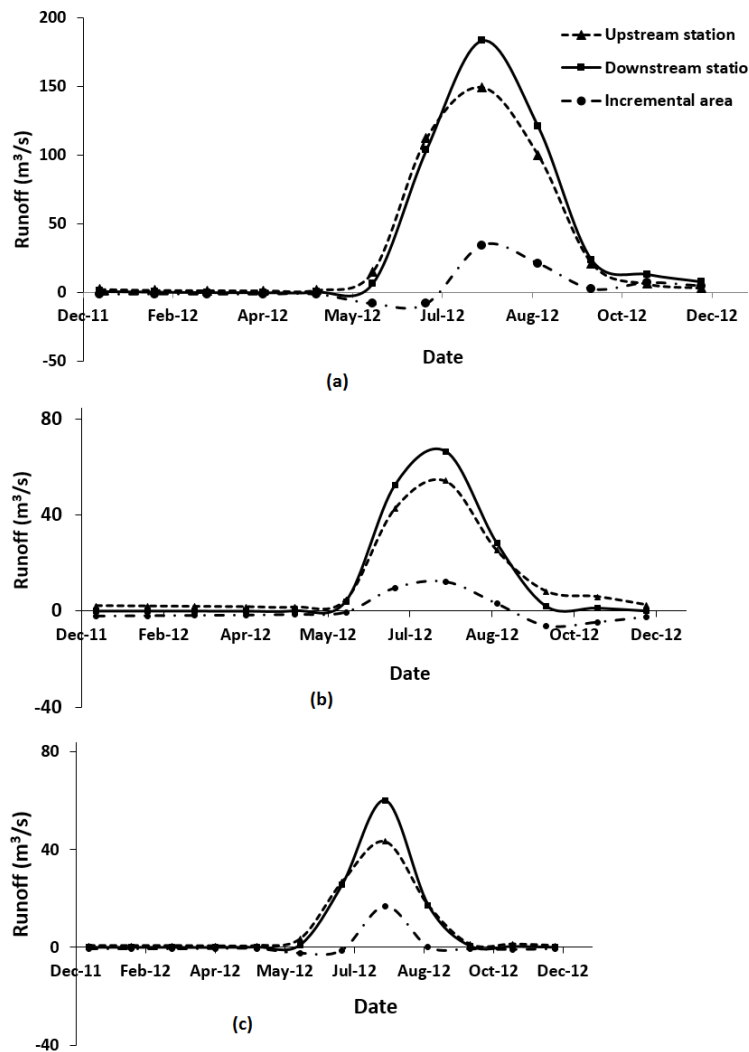 200
150
100
50
0
-50
Runoff (m³/s)
Upstream station
Downstream statio
Incremental area
Dec-11 Feb-12 Apr-12 May-12 Jul-12 Aug-12 Oct-12 Dec-12
Date
(a)
80
40
0
-40
Runoff (m³/s)
Dec-11 Feb-12 Apr-12 May-12 Jul-12 Aug-12 Oct-12 Dec-12
Date
(b)
80
40
0
-40
Runoff (m³/s)
Dec-11 Feb-12 Apr-12 May-12 Jul-12 Aug-12 Oct-12 Dec-12
Date
(c)